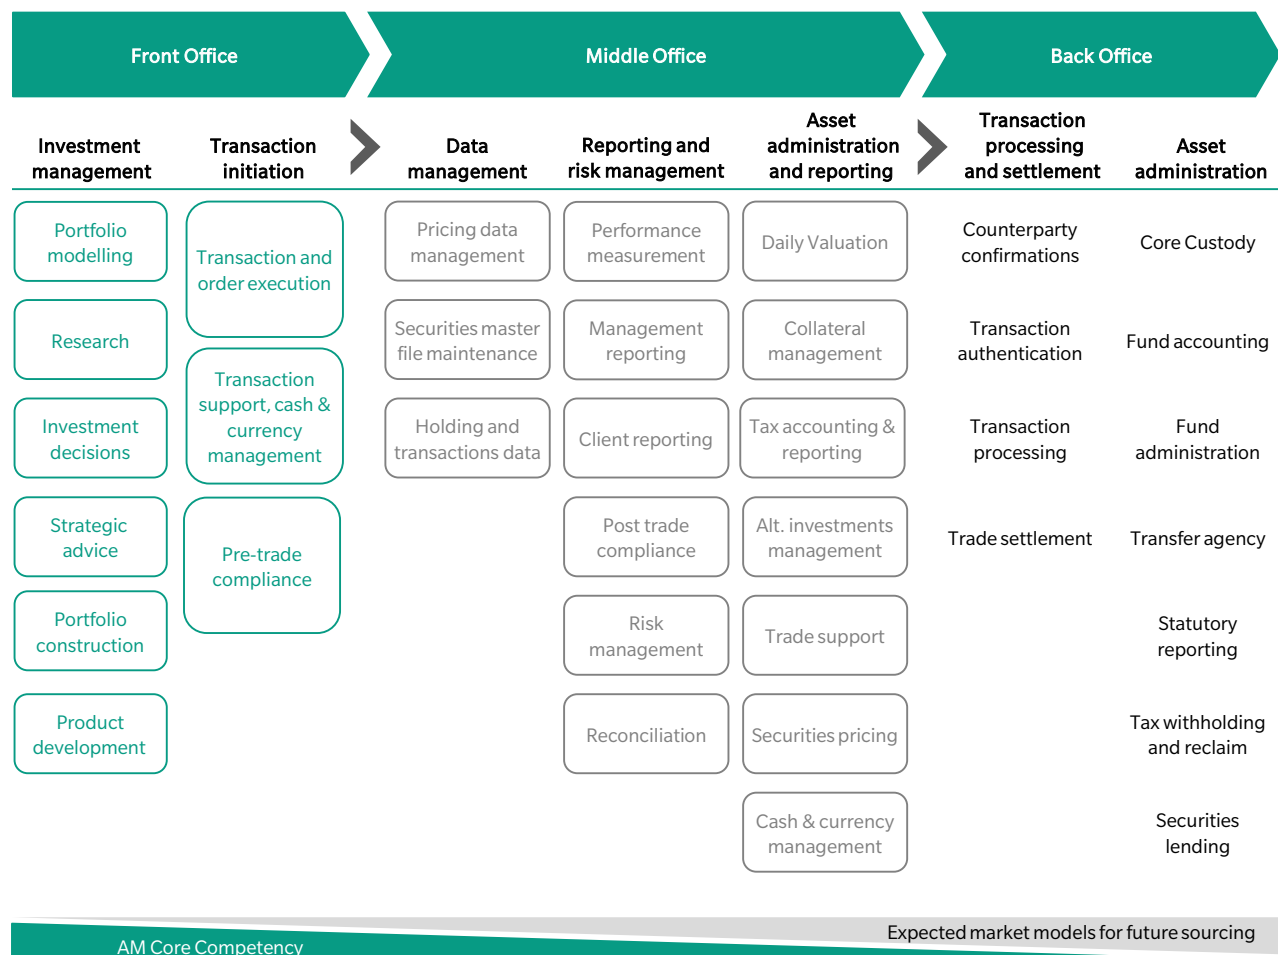 Front Office
Middle Office
Back Office
Investment
management
Transaction
initiation
Data
management
Reporting and
risk management
Asset
administration
and reporting
Transaction
processing
and settlement
Asset
administration
Portfolio
modelling
Research
Investment
decisions
Strategic
advice
Portfolio
construction
Product
development
Transaction and
order execution
Transaction
support, cash &
currency
management
Pre-trade
compliance
Pricing data
management
Securities master
file maintenance
Holding and
transactions data
Performance
measurement
Management
reporting
Client reporting
Post trade
compliance
Risk
management
Reconciliation
Daily Valuation
Collateral
management
Tax accounting &
reporting
Alt. investments
management
Trade support
Securities pricing
Cash & currency
management
Counterparty
confirmations
Transaction
authentication
Transaction
processing
Trade settlement
Core Custody
Fund accounting
Fund
administration
Transfer agency
Statutory
reporting
Tax withholding
and reclaim
Securities
lending
Expected market models for future sourcing
AM Core Competency